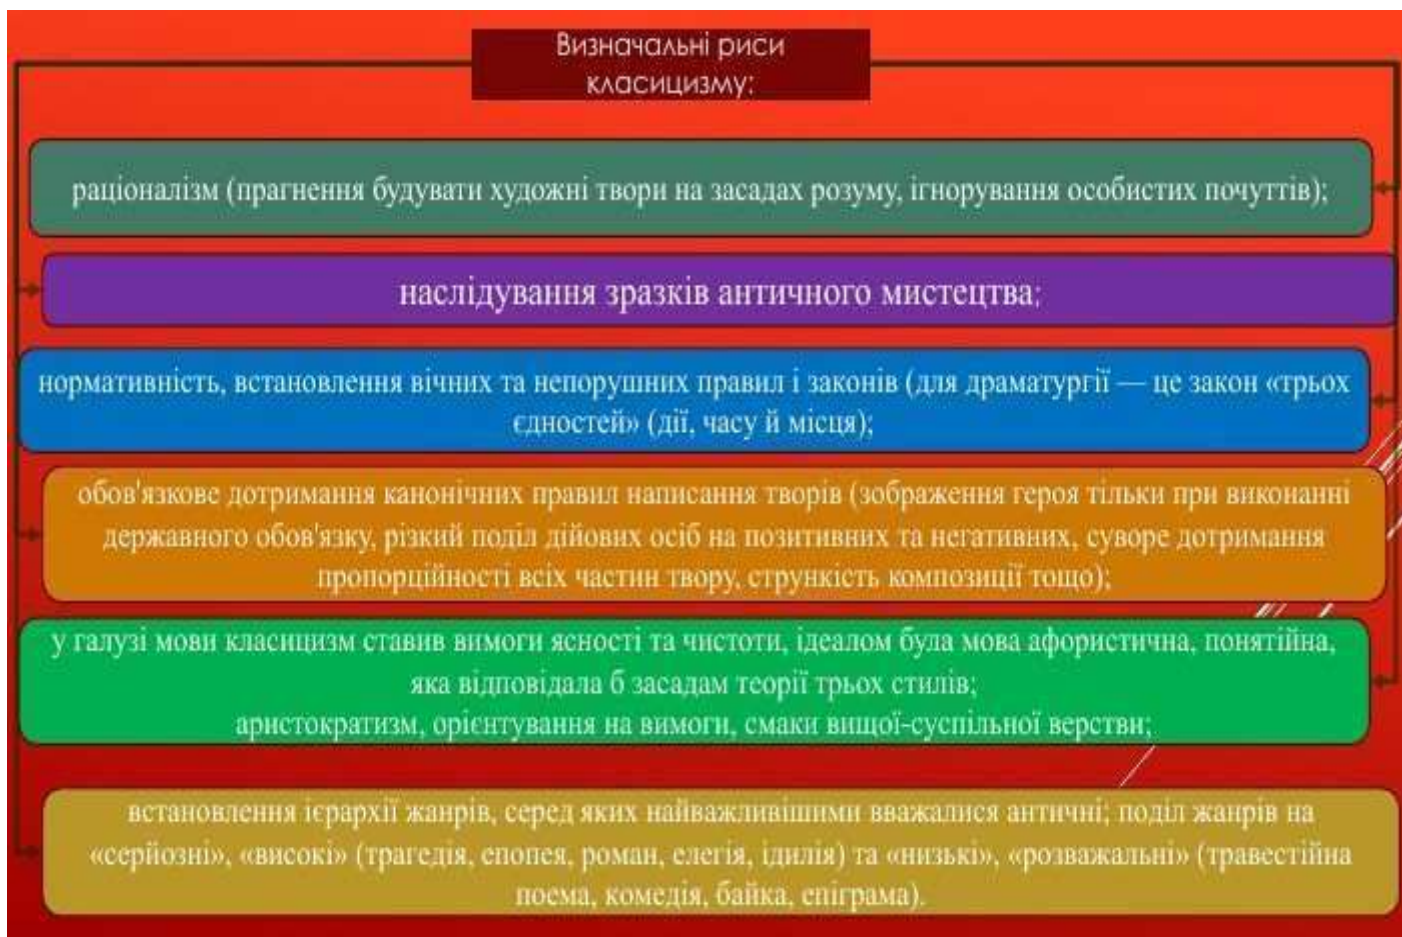 Визначальні риси
класицизму:
раціоналізм (прагнення будувати художні твори на засадах розуму, ігнорування особистих почуттів);
наслідування зразків античного мистецтва;
нормативність, встановлення вічних та непорушних правил і законів (для драматургії — це закон «трьох
єдностей» (дії, часу й місця);
обов'язкове дотримання канонічних правил написання творів (зображення героя тільки при виконанні
державного обов'язку, різкий поділ дійових осіб на позитивних та негативних, суворе дотримання
пропорційності всіх частин твору, стрункість композиції тощо);
у галузі мови класицизм ставив вимоги ясності та чистоти, ідеалом була мова афористична, понятійна,
яка відповідала б засадам теорії трьох стилів;
аристократизм, орієнтування на вимоги, смаки вищої-суспільної верстви;
встановлення ієрархії жанрів, серед яких найважливішими вважалися античні; поділ жанрів на
«серйозні», «високі» (трагедія, епопея, роман, елегія, ідилія) та «низькі», «розважальні» (травестійна
поема, комедія, байка, епіграма).